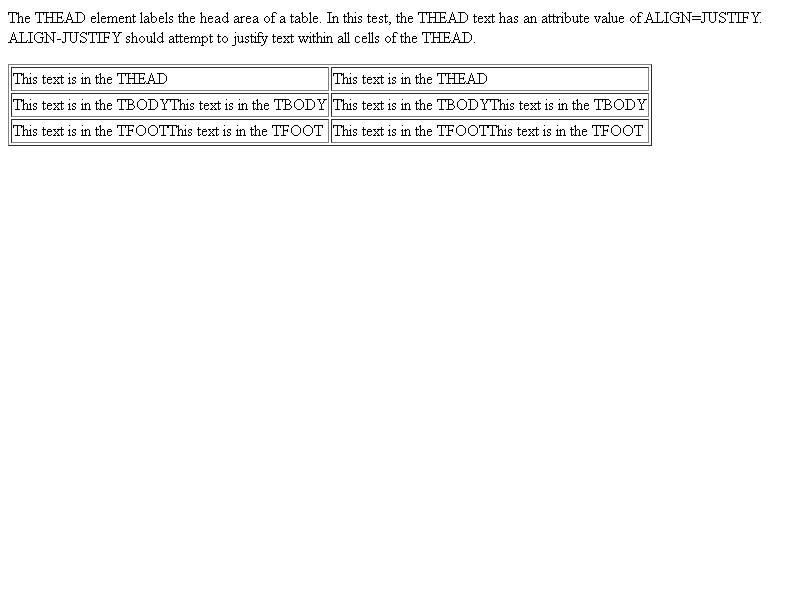 The THEAD element labels the head area of a table. In this test, the THEAD text has an attribute value of ALIGN=JUSTIFY.
ALIGN-JUSTIFY should attempt to justify text within all cells of the THEAD.
This text is in the THEAD This text is in the THEAD
This text is in the TBODYThis text is in the TBODY This text is in the TBODYThis text is in the TBODY
This text is in the TFOOTThis text is in the TFOOT This text is in the TFOOTThis text is in the TFOOT